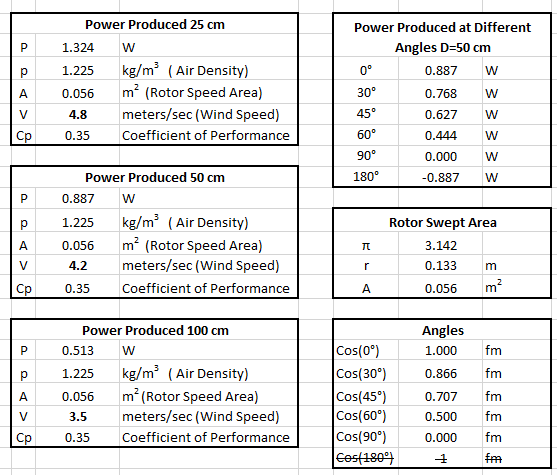 Power Produced 25 cm
P 1.324 W
p 1.225 kg/m³ ( Air Density)
A 0.056 m² (Rotor Speed Area)
V 4.8 meters/sec (Wind Speed)
Cp 0.35 Coefficient of Performance
Power Produced 50 cm
P 0.887 W
p 1.225 kg/m³ ( Air Density)
A 0.056 m² (Rotor Speed Area)
V 4.2 meters/sec (Wind Speed)
Cp 0.35 Coefficient of Performance
Power Produced 100 cm
P 0.513 W
p 1.225 kg/m³ ( Air Density)
A 0.056 m² (Rotor Speed Area)
V 3.5 meters/sec (Wind Speed)
Cp 0.35 Coefficient of Performance
Power Produced at Different
Angles D=50 cm
0° 0.887 W
30° 0.768 W
45° 0.627 W
60° 0.444 W
90° 0.000 W
180° -0.887 W
Rotor Swept Area
π 3.142
r 0.133 m
A 0.056 m²
Angles
Cos(0°) 1.000 fm
Cos(30°) 0.866 fm
Cos(45°) 0.707 fm
Cos(60°) 0.500 fm
Cos(90°) 0.000 fm
Cos(180°) -1 fm